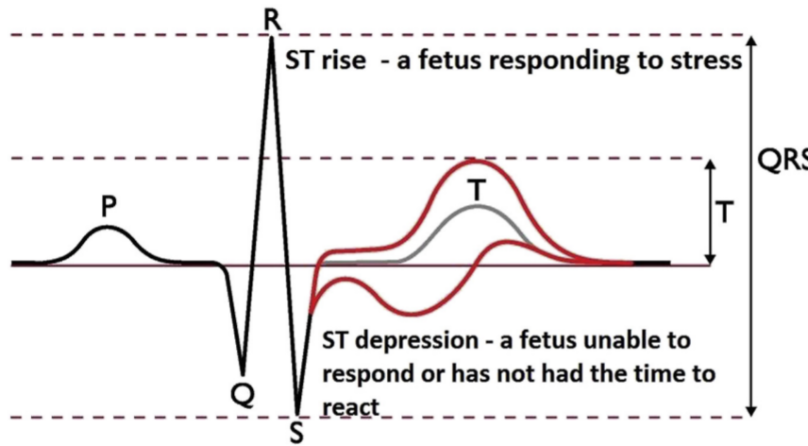 R
ST rise - a fetus responding to stress
P
T
QRS
T
ST depression - a fetus unable to
respond or has not had the time to
react
Q
S